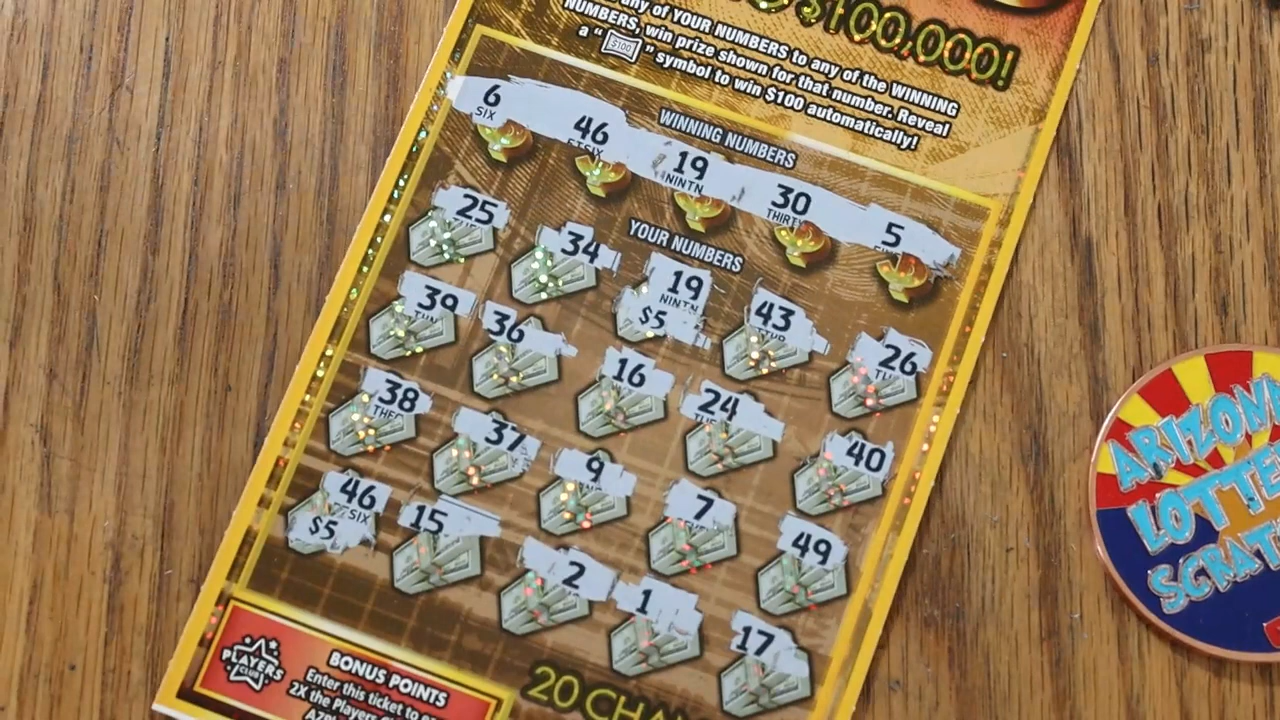 $100,000!
any of YOUR NUMBERS to any of the WINNING
NUMBERS, win prize shown for that number. Reveal
a "$100" symbol to win $100 automatically!
WINNING NUMBERS
6 46 19 30 5
SIX NINTN
YOUR NUMBERS
25 34 19 43 26
NINTN
$5
39 36 16 24 40
38 37 9 7 49
46 15 2 1 17
SIX
$5
PLAYERS
CLUB
BONUS POINTS
Enter this ticket to
2X the Players
20
ARIZONA
LOTTE
SCRAT